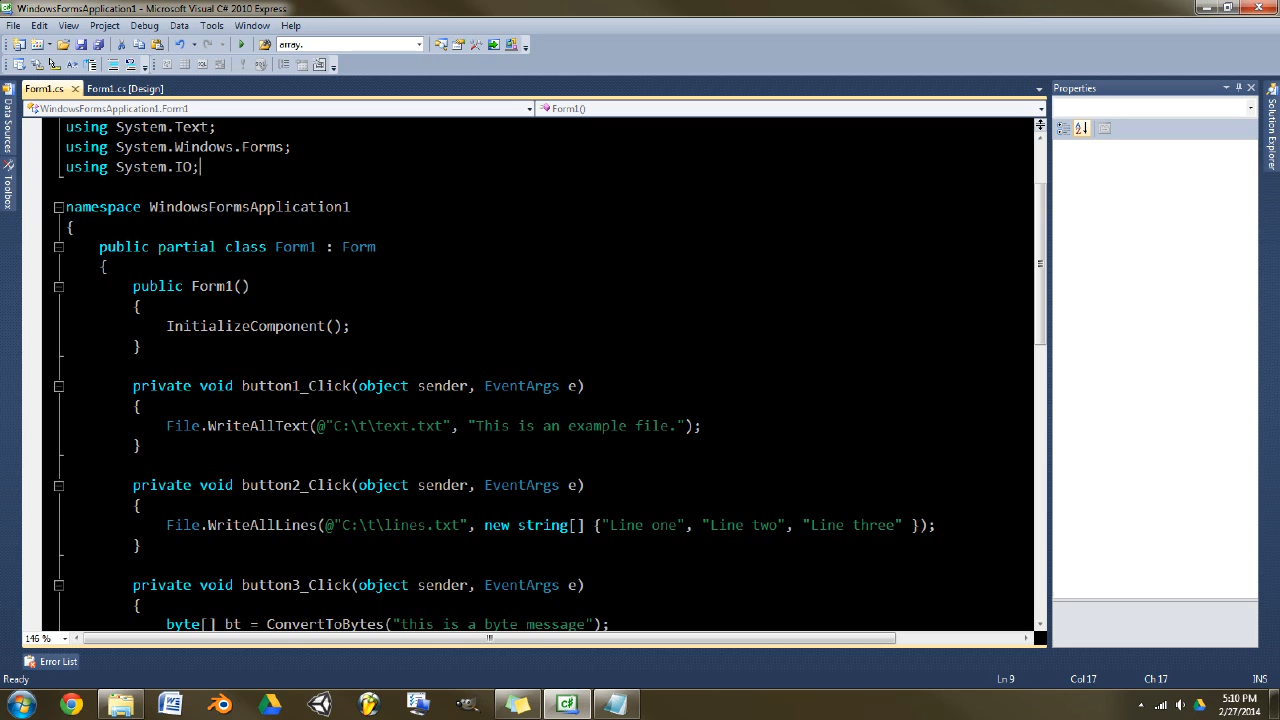 WindowsFormsApplication1 - Microsoft Visual C# 2010 Express
File Edit View Project Debug Data Tools Window Help
array.
Form1.cs Form1.cs [Design] Properties
WindowsFormsApplication1.Form1 Form1()
using System.Text;
using System.Windows.Forms;
using System.IO;
namespace WindowsFormsApplication1
{
public partial class Form1 : Form
{
public Form1()
{
InitializeComponent();
}
private void button1_Click(object sender, EventArgs e)
{
File.WriteAllText(@"C:\t\text.txt", "This is an example file.");
}
private void button2_Click(object sender, EventArgs e)
{
File.WriteAllLines(@"C:\t\lines.txt", new string[] {"Line one", "Line two", "Line three" });
}
private void button3_Click(object sender, EventArgs e)
{
byte[] bt = ConvertToBytes("this is a byte message");
146 %
Data Sources
Toolbox
Solution Explorer
Error List
Ready Ln 9 Col 17 Ch 17 INS
5:10 PM
2/27/2014